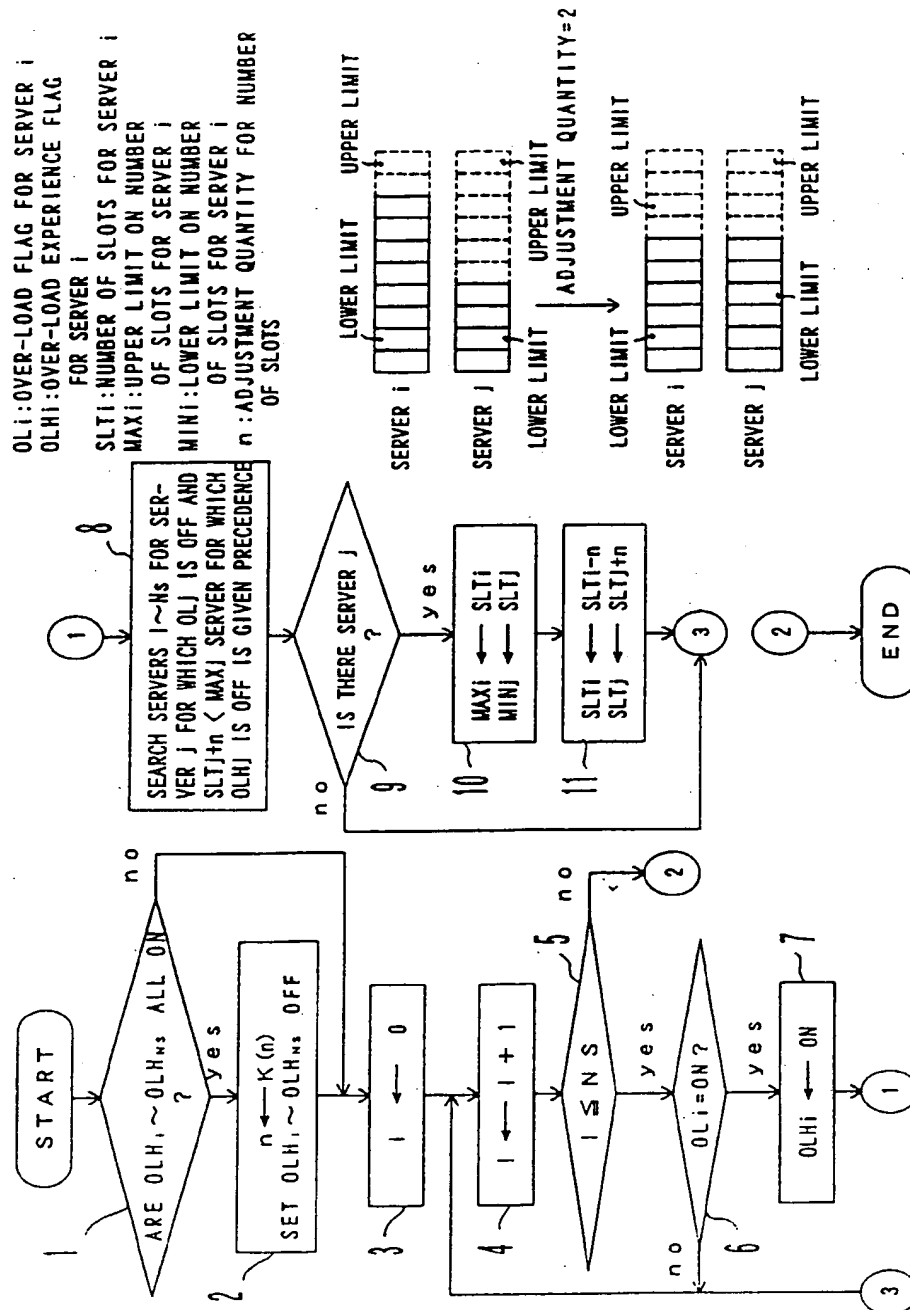 START
1
ARE OLH₁~OLH_NS ALL ON
?
no
yes
2
n ← K(n)
SET OLH₁~OLH_NS OFF
3
I ← 0
4
I ← I + 1
5
I ≦ N S
no
2
yes
6
OLi=ON?
no
yes
7
OLHi ← ON
1
3
1
8
SEARCH SERVERS 1~Ns FOR SER-
VER j FOR WHICH OLj IS OFF AND
SLTj+n < MAXj SERVER FOR WHICH
OLHj IS OFF IS GIVEN PRECEDENCE
9
IS THERE SERVER j
?
no
yes
10
MAXi ← SLTi
MINj ← SLTj
11
SLTi ← SLTi-n
SLTj ← SLTj+n
3
2
END
OLi:OVER-LOAD FLAG FOR SERVER i
OLHi:OVER-LOAD EXPERIENCE FLAG
FOR SERVER i
SLTi:NUMBER OF SLOTS FOR SERVER i
MAXi:UPPER LIMIT ON NUMBER
OF SLOTS FOR SERVER i
MINi:LOWER LIMIT ON NUMBER
OF SLOTS FOR SERVER i
n:ADJUSTMENT QUANTITY FOR NUMBER
OF SLOTS
LOWER LIMIT
UPPER LIMIT
SERVER i
SERVER j
LOWER LIMIT
UPPER LIMIT
ADJUSTMENT QUANTITY=2
LOWER LIMIT
UPPER LIMIT
SERVER i
SERVER j
LOWER LIMIT
UPPER LIMIT